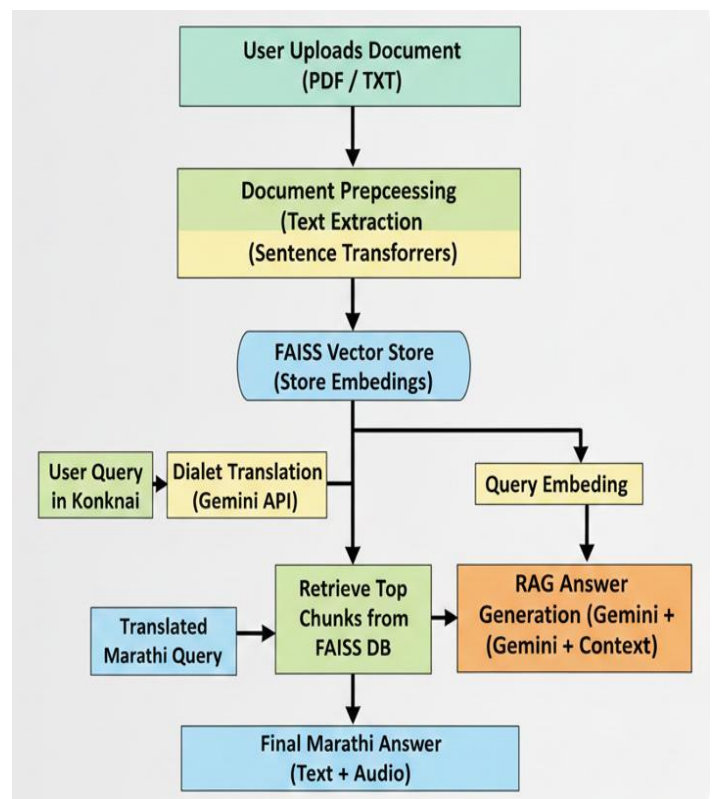 User Uploads Document
(PDF / TXT)
Document Prepceessing
(Text Extraction
(Sentence Transforrers)
FAISS Vector Store
(Store Embedings)
User Query
in Konknai
Dialet Translation
(Gemini API)
Query Embeding
Translated
Marathi Query
Retrieve Top
Chunks from
FAISS DB
RAG Answer
Generation (Gemini +
(Gemini + Context)
Final Marathi Answer
(Text + Audio)